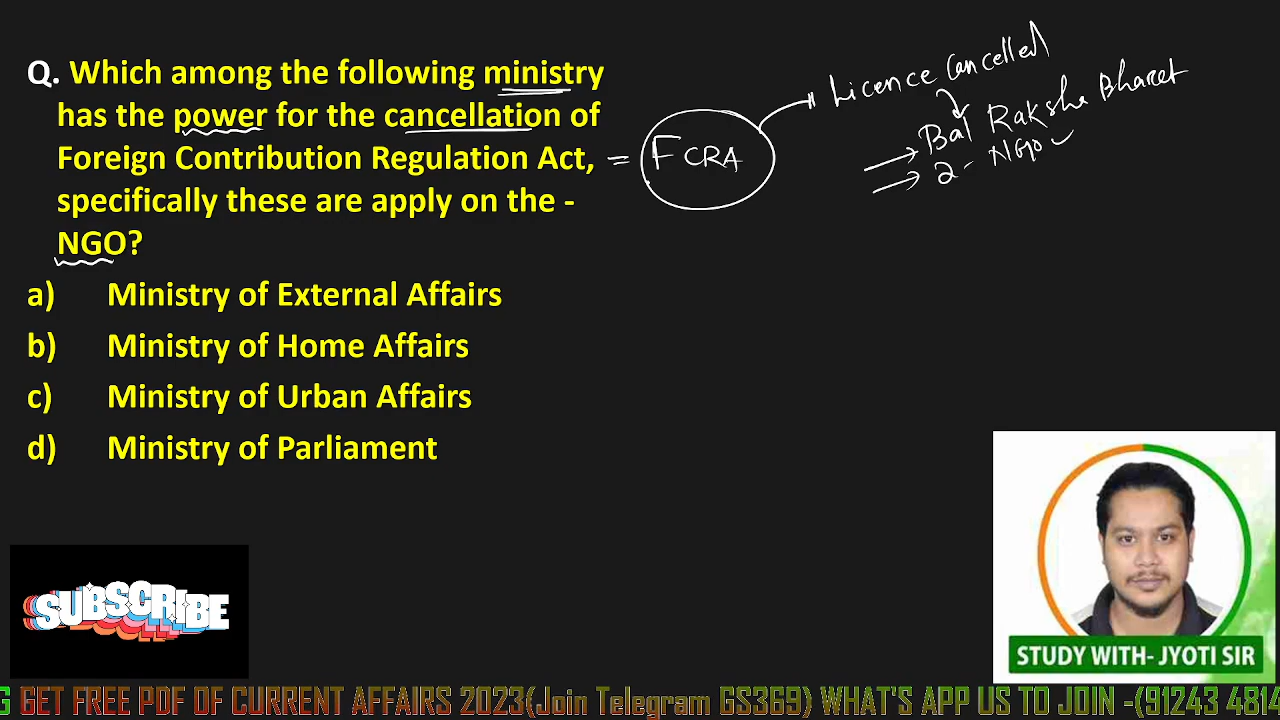 Q. Which among the following ministry
has the power for the cancellation of
Foreign Contribution Regulation Act,
specifically these are apply on the -
NGO?
= FCRA
Licence Cancelled
Bal Raksha Bharet
2 - NGO
a) Ministry of External Affairs
b) Ministry of Home Affairs
c) Ministry of Urban Affairs
d) Ministry of Parliament
SUBSCRIBE
STUDY WITH- JYOTI SIR
G GET FREE PDF OF CURRENT AFFAIRS 2023(Join Telegram GS369) WHAT'S APP US TO JOIN -(91243 4814